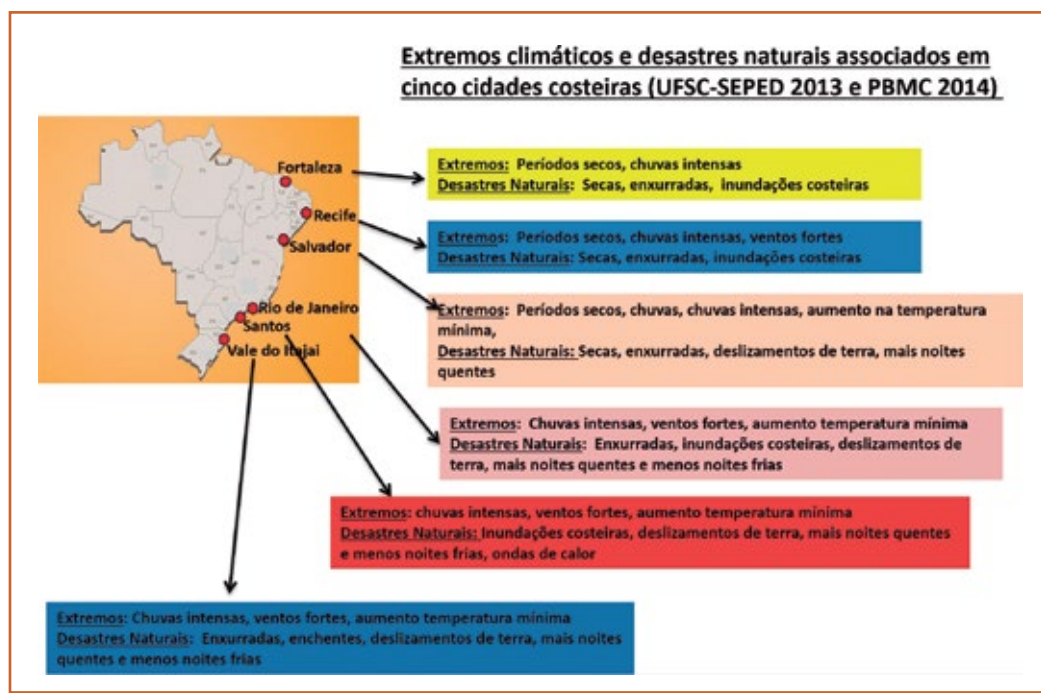 Extremos climáticos e desastres naturais associados em
cinco cidades costeiras (UFSC-SEPED 2013 e PBMC 2014)
Fortaleza
Recife
Salvador
Rio de Janeiro
Santos
Vale do Itajai
Extremos: Períodos secos, chuvas intensas
Desastres Naturais: Secas, enxurradas, inundações costeiras
Extremos: Períodos secos, chuvas intensas, ventos fortes
Desastres Naturais: Secas, enxurradas, inundações costeiras
Extremos: Períodos secos, chuvas, chuvas intensas, aumento na temperatura
mínima,
Desastres Naturais: Secas, enxurradas, deslizamentos de terra, mais noites
quentes
Extremos: Chuvas intensas, ventos fortes, aumento temperatura mínima
Desastres Naturais: Enxurradas, inundações costeiras, deslizamentos de
terra, mais noites quentes e menos noites frias
Extremos: chuvas intensas, ventos fortes, aumento temperatura mínima
Desastres Naturais: Inundações costeiras, deslizamentos de terra, mais noites quentes
e menos noites frias, ondas de calor
Extremos: Chuvas intensas, ventos fortes, aumento temperatura mínima
Desastres Naturais: Enxurradas, enchentes, deslizamentos de terra, mais noites
quentes e menos noites frias